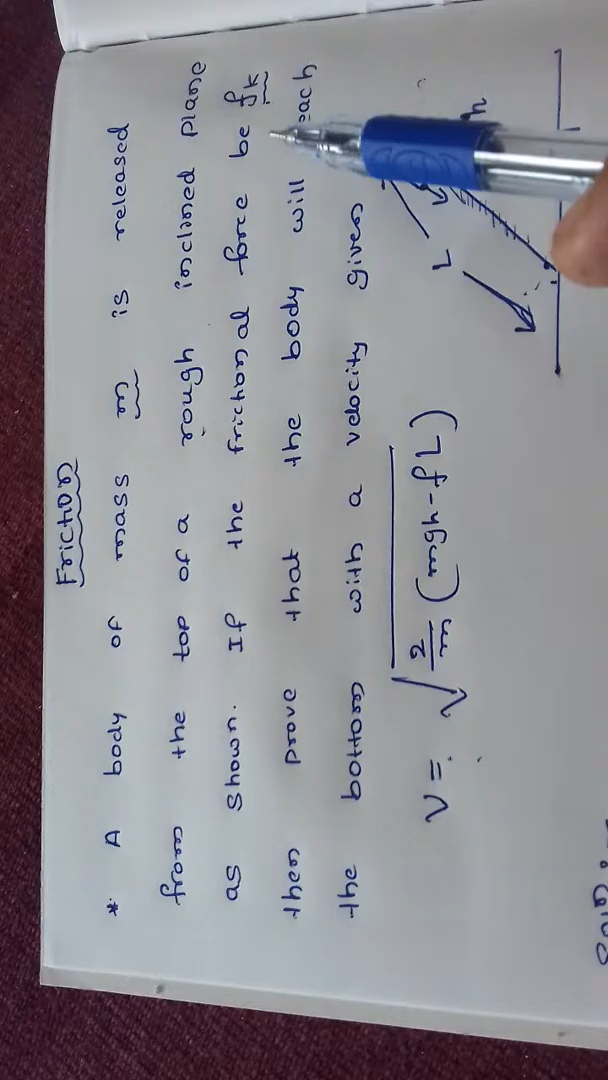 Friction
* A body of mass m is released
from the top of a rough inclined plane
as shown. If the frictional force be fk
then prove that the body will each
the bottom with a velocity given
V = √ 2/m (mgh - fL)
L
h